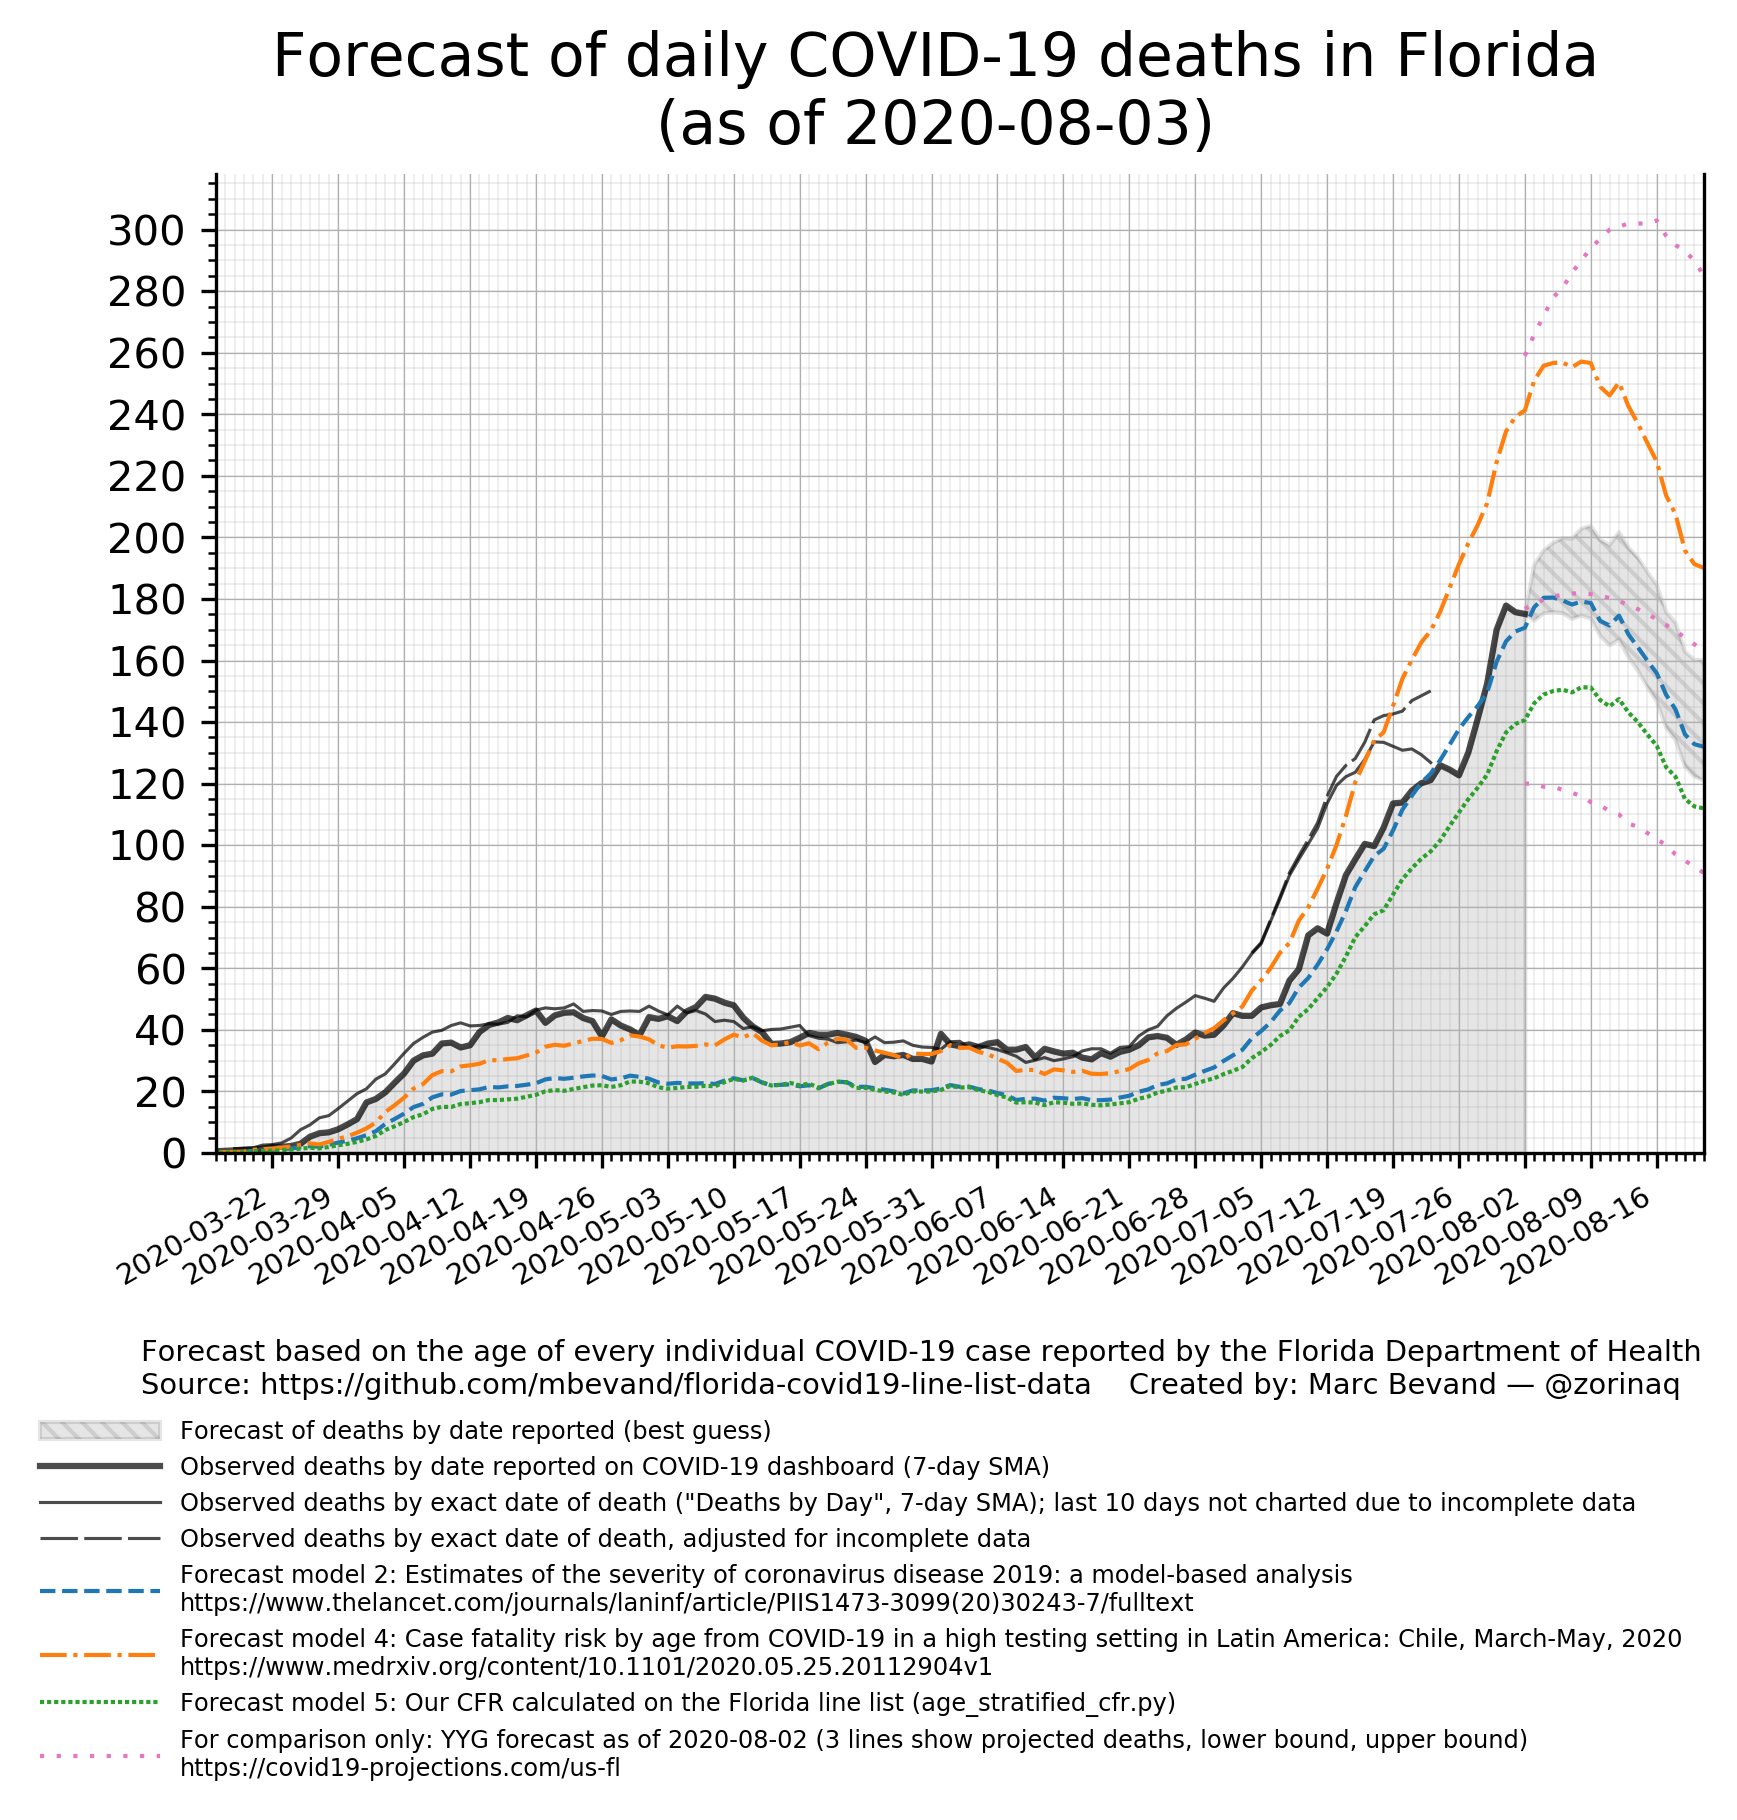 Forecast of daily COVID-19 deaths in Florida
(as of 2020-08-03)
300
280
260
240
220
200
180
160
140
120
100
80
60
40
20
0
2020-03-22
2020-03-29
2020-04-05
2020-04-12
2020-04-19
2020-04-26
2020-05-03
2020-05-10
2020-05-17
2020-05-24
2020-05-31
2020-06-07
2020-06-14
2020-06-21
2020-06-28
2020-07-05
2020-07-12
2020-07-19
2020-07-26
2020-08-02
2020-08-09
2020-08-16
Forecast based on the age of every individual COVID-19 case reported by the Florida Department of Health
Source: https://github.com/mbevand/florida-covid19-line-list-data    Created by: Marc Bevand — @zorinaq
Forecast of deaths by date reported (best guess)
Observed deaths by date reported on COVID-19 dashboard (7-day SMA)
Observed deaths by exact date of death ("Deaths by Day", 7-day SMA); last 10 days not charted due to incomplete data
Observed deaths by exact date of death, adjusted for incomplete data
Forecast model 2: Estimates of the severity of coronavirus disease 2019: a model-based analysis
https://www.thelancet.com/journals/laninf/article/PIIS1473-3099(20)30243-7/fulltext
Forecast model 4: Case fatality risk by age from COVID-19 in a high testing setting in Latin America: Chile, March-May, 2020
https://www.medrxiv.org/content/10.1101/2020.05.25.20112904v1
Forecast model 5: Our CFR calculated on the Florida line list (age_stratified_cfr.py)
For comparison only: YYG forecast as of 2020-08-02 (3 lines show projected deaths, lower bound, upper bound)
https://covid19-projections.com/us-fl